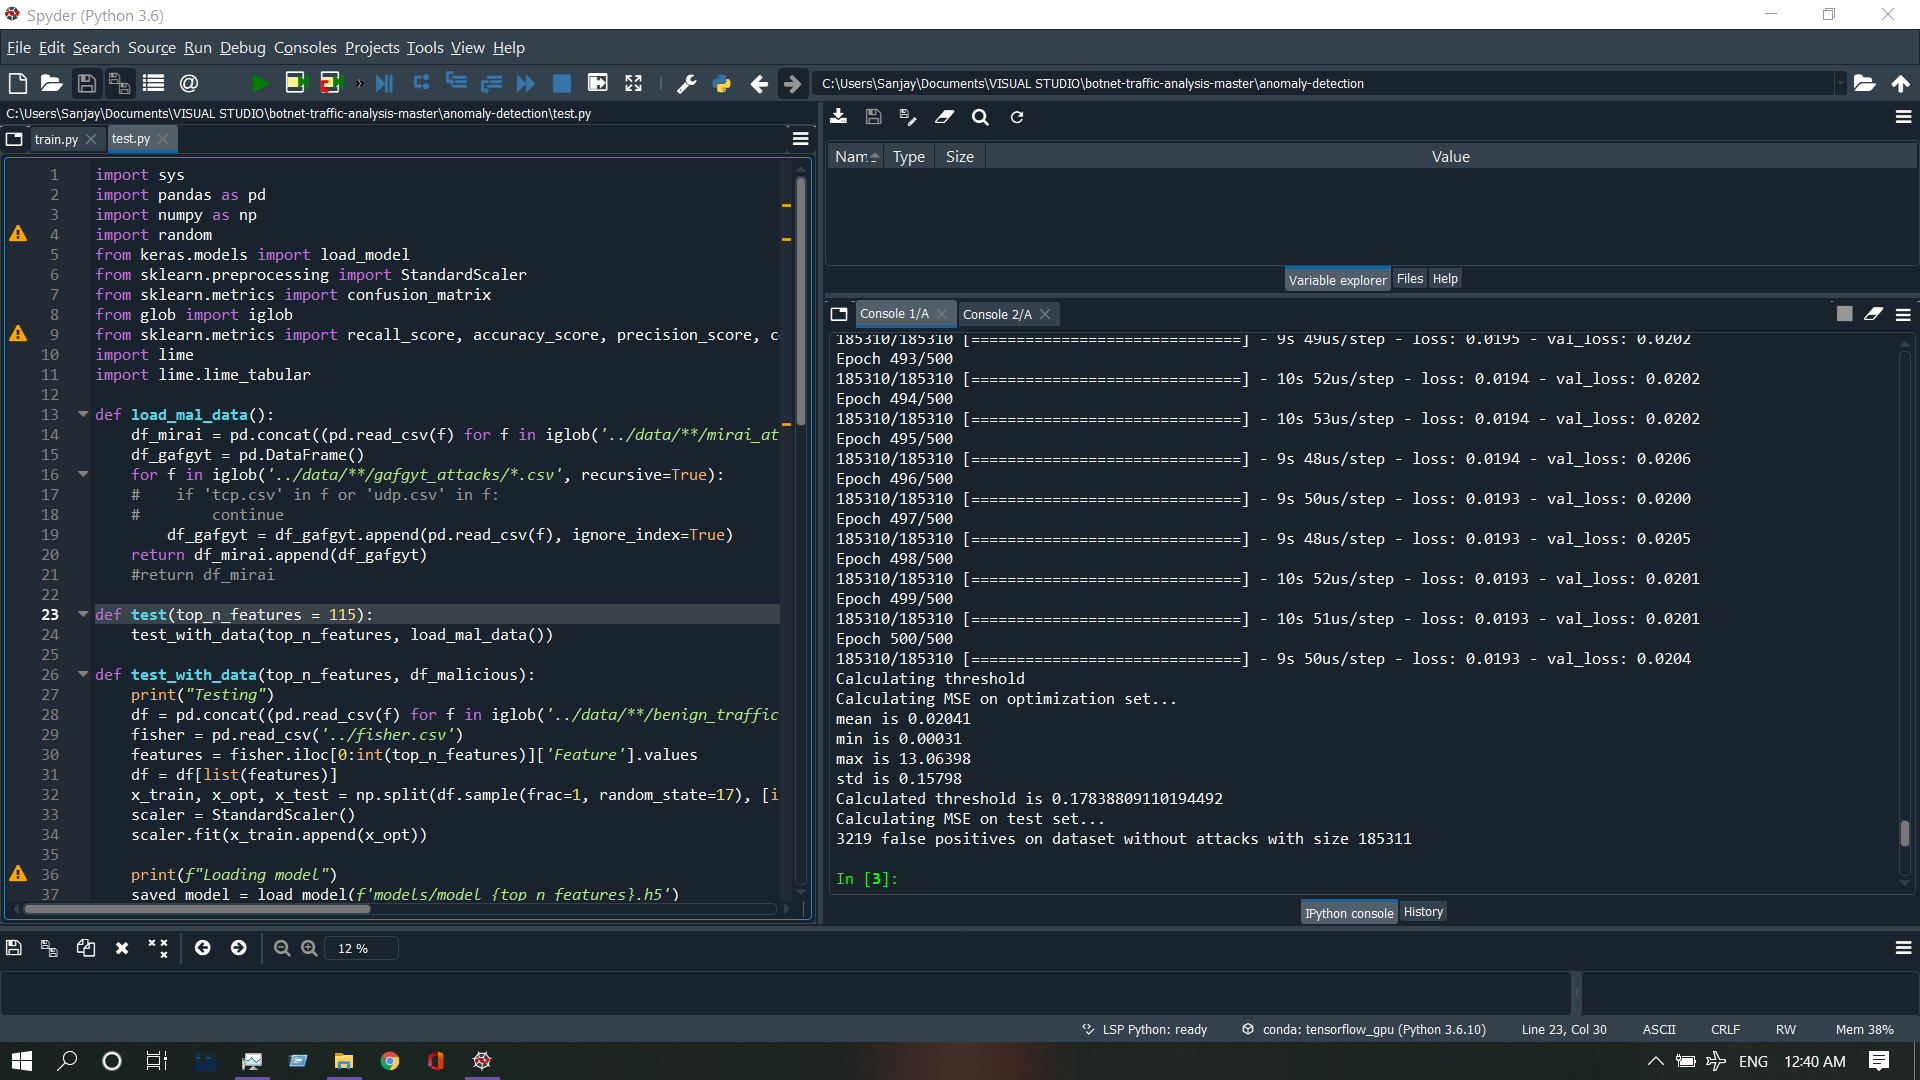 Spyder (Python 3.6)
File Edit Search Source Run Debug Consoles Projects Tools View Help
C:\Users\Sanjay\Documents\VISUAL STUDIO\botnet-traffic-analysis-master\anomaly-detection
C:\Users\Sanjay\Documents\VISUAL STUDIO\botnet-traffic-analysis-master\anomaly-detection\test.py
train.py test.py
1 import sys
2 import pandas as pd
3 import numpy as np
4 import random
5 from keras.models import load_model
6 from sklearn.preprocessing import StandardScaler
7 from sklearn.metrics import confusion_matrix
8 from glob import iglob
9 from sklearn.metrics import recall_score, accuracy_score, precision_score, c
10 import lime
11 import lime.lime_tabular
12
13 def load_mal_data():
14 df_mirai = pd.concat((pd.read_csv(f) for f in iglob('../data/**/mirai_at
15 df_gafgyt = pd.DataFrame()
16 for f in iglob('../data/**/gafgyt_attacks/*.csv', recursive=True):
17 # if 'tcp.csv' in f or 'udp.csv' in f:
18 # continue
19 df_gafgyt = df_gafgyt.append(pd.read_csv(f), ignore_index=True)
20 return df_mirai.append(df_gafgyt)
21 #return df_mirai
22
23 def test(top_n_features = 115):
24 test_with_data(top_n_features, load_mal_data())
25
26 def test_with_data(top_n_features, df_malicious):
27 print("Testing")
28 df = pd.concat((pd.read_csv(f) for f in iglob('../data/**/benign_traffic
29 fisher = pd.read_csv('../fisher.csv')
30 features = fisher.iloc[0:int(top_n_features)]['Feature'].values
31 df = df[list(features)]
32 x_train, x_opt, x_test = np.split(df.sample(frac=1, random_state=17), [i
33 scaler = StandardScaler()
34 scaler.fit(x_train.append(x_opt))
35
36 print(f"Loading model")
37 saved_model = load_model(f'models/model_{top_n_features}.h5')
Nam Type Size Value
Variable explorer Files Help
Console 1/A Console 2/A
185310/185310 [==============================] - 9s 49us/step - loss: 0.0195 - val_loss: 0.0202
Epoch 493/500
185310/185310 [==============================] - 10s 52us/step - loss: 0.0194 - val_loss: 0.0202
Epoch 494/500
185310/185310 [==============================] - 10s 53us/step - loss: 0.0194 - val_loss: 0.0202
Epoch 495/500
185310/185310 [==============================] - 9s 48us/step - loss: 0.0194 - val_loss: 0.0206
Epoch 496/500
185310/185310 [==============================] - 9s 50us/step - loss: 0.0193 - val_loss: 0.0200
Epoch 497/500
185310/185310 [==============================] - 9s 48us/step - loss: 0.0193 - val_loss: 0.0205
Epoch 498/500
185310/185310 [==============================] - 10s 52us/step - loss: 0.0193 - val_loss: 0.0201
Epoch 499/500
185310/185310 [==============================] - 10s 51us/step - loss: 0.0193 - val_loss: 0.0201
Epoch 500/500
185310/185310 [==============================] - 9s 50us/step - loss: 0.0193 - val_loss: 0.0204
Calculating threshold
Calculating MSE on optimization set...
mean is 0.02041
min is 0.00031
max is 13.06398
std is 0.15798
Calculated threshold is 0.17838809110194492
Calculating MSE on test set...
3219 false positives on dataset without attacks with size 185311
In [3]:
IPython console History
12 %
LSP Python: ready conda: tensorflow_gpu (Python 3.6.10) Line 23, Col 30 ASCII CRLF RW Mem 38%
ENG 12:40 AM